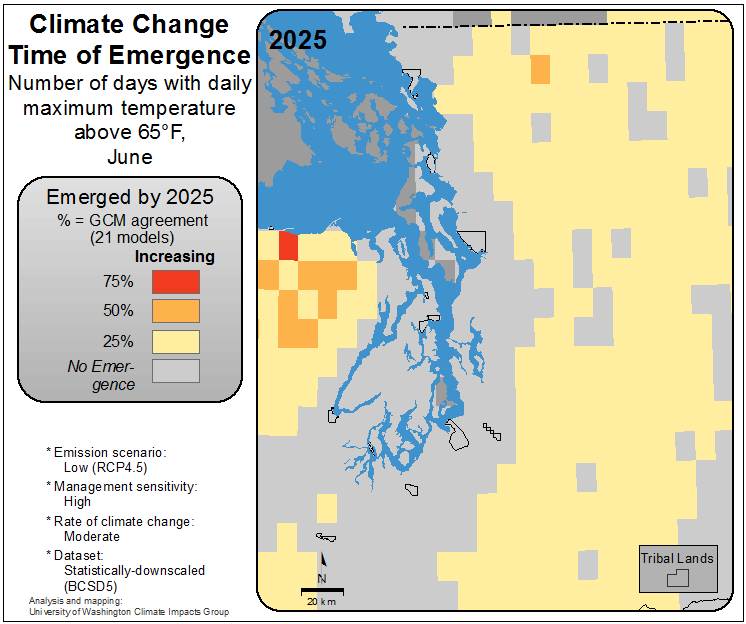 Climate Change
Time of Emergence
Number of days with daily
maximum temperature
above 65°F,
June
Emerged by 2025
% = GCM agreement
(21 models)
Increasing
75%
50%
25%
No Emer-
gence
* Emission scenario:
Low (RCP4.5)
* Management sensitivity:
High
* Rate of climate change:
Moderate
* Dataset:
Statistically-downscaled
(BCSD5)
Analysis and mapping:
University of Washington Climate Impacts Group
2025
N
20 km
Tribal Lands